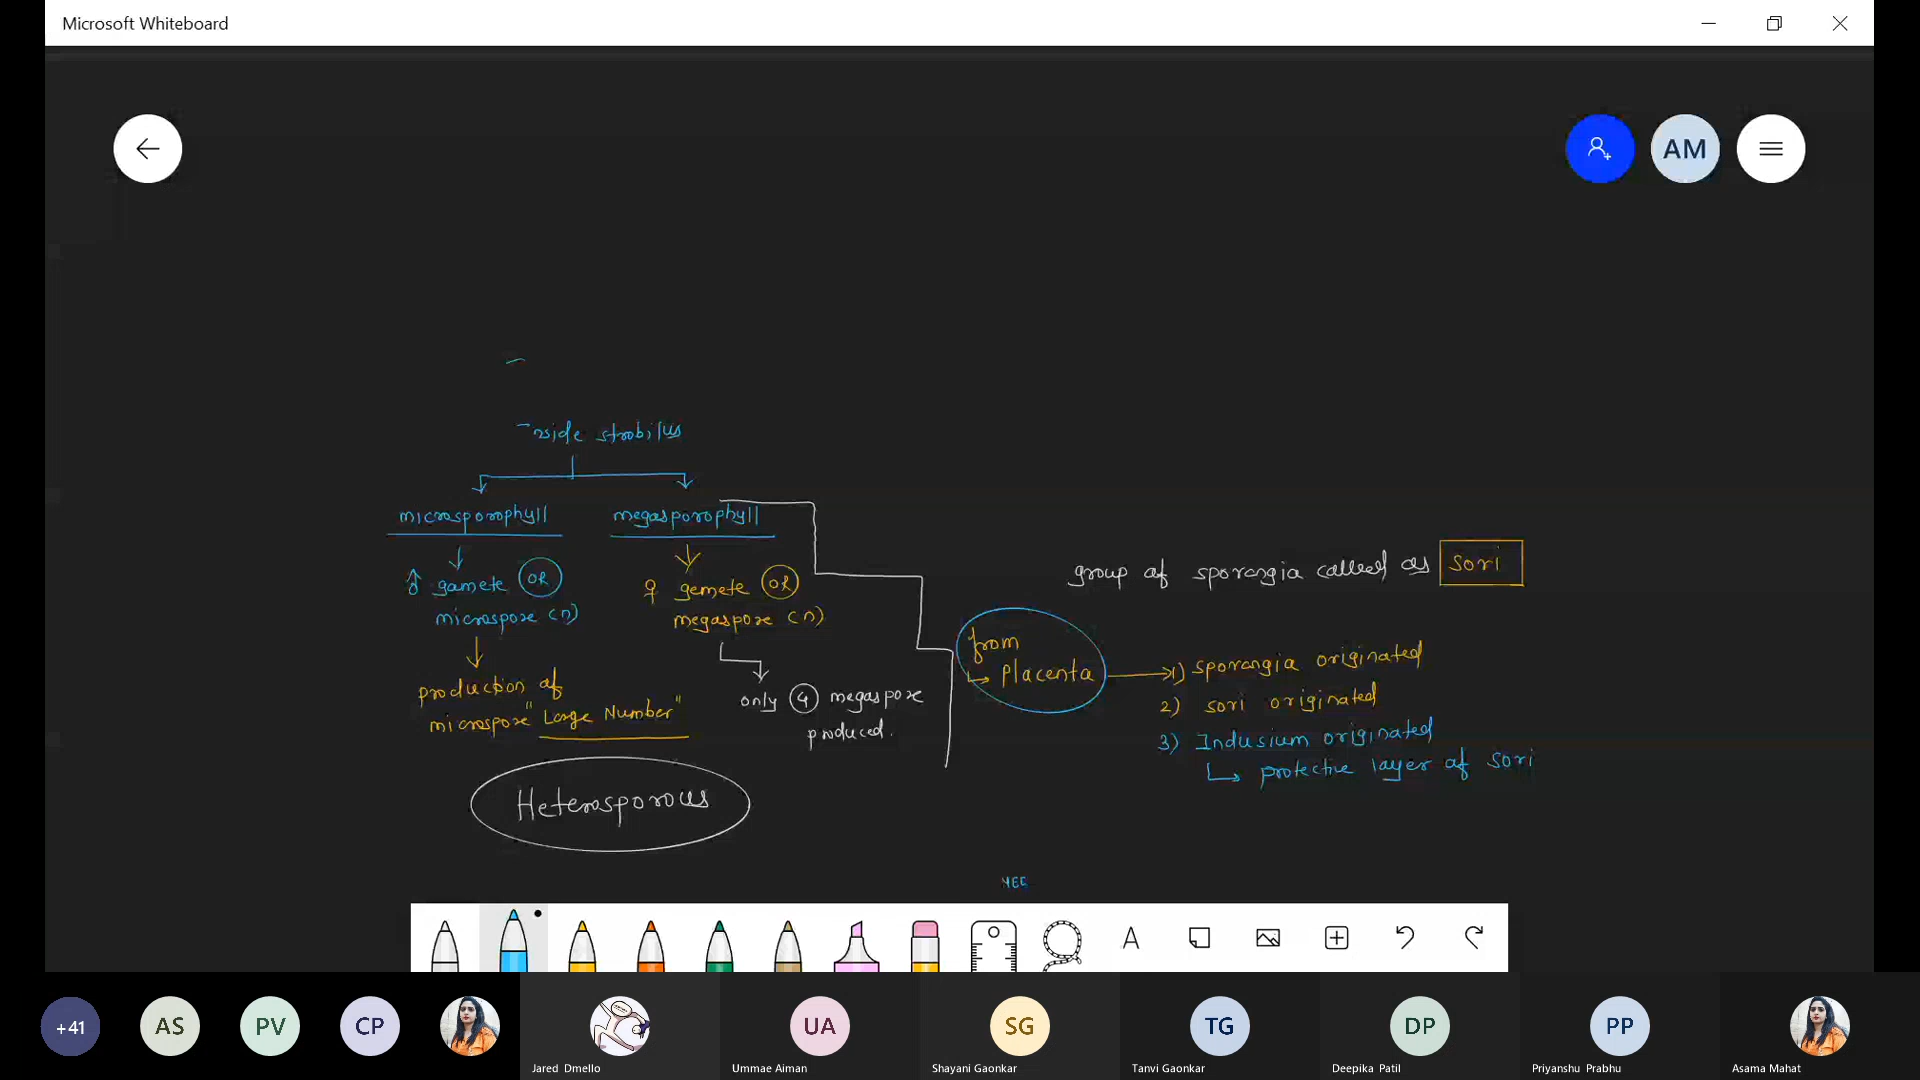 Microsoft Whiteboard
AM
nside strobilus
microsporophyll
megasporophyll
♂ gamete OR
microspore (n)
production of
microspore "Large Number"
♀ gemete OR
megaspore (n)
only 4 megaspore
produced.
Heterosporous
group of sporangia called as sori
from
↳ Placenta
1) sporangia originated
2) sori originated
3) Indusium originated
↳ protective layer of sori
+41
AS
PV
CP
Jared Dmello
UA
Ummae Aiman
SG
Shayani Gaonkar
TG
Tanvi Gaonkar
DP
Deepika Patil
PP
Priyanshu Prabhu
Asama Mahat